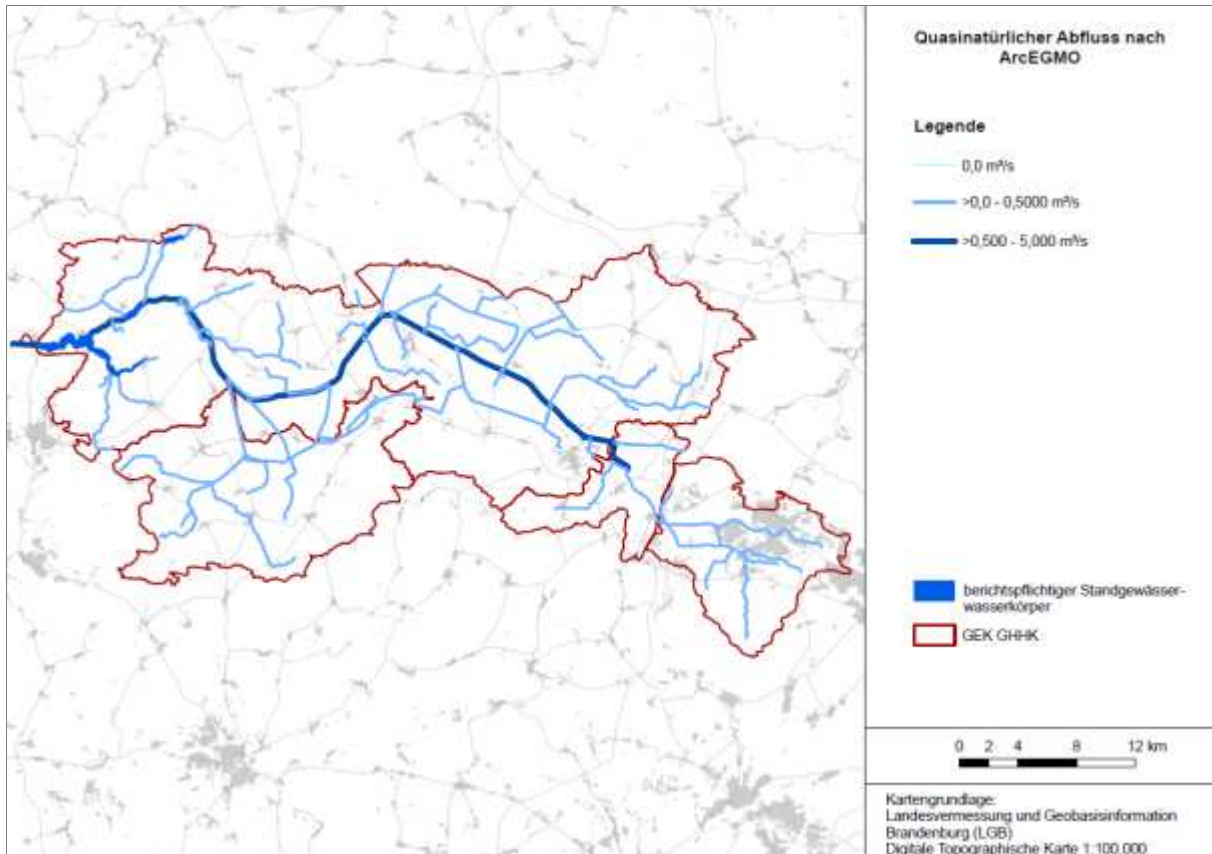 Quasinatürlicher Abfluss nach
ArcEGMO
Legende
0,0 m³/s
>0,0 - 0,5000 m³/s
>0,500 - 5,000 m³/s
berichtspflichtiger Standgewässer-
wasserkörper
GEK GHHK
0 2 4 8 12 km
Kartengrundlage:
Landesvermessung und Geobasisinformation
Brandenburg (LGB)
Digitale Topographische Karte 1:100.000